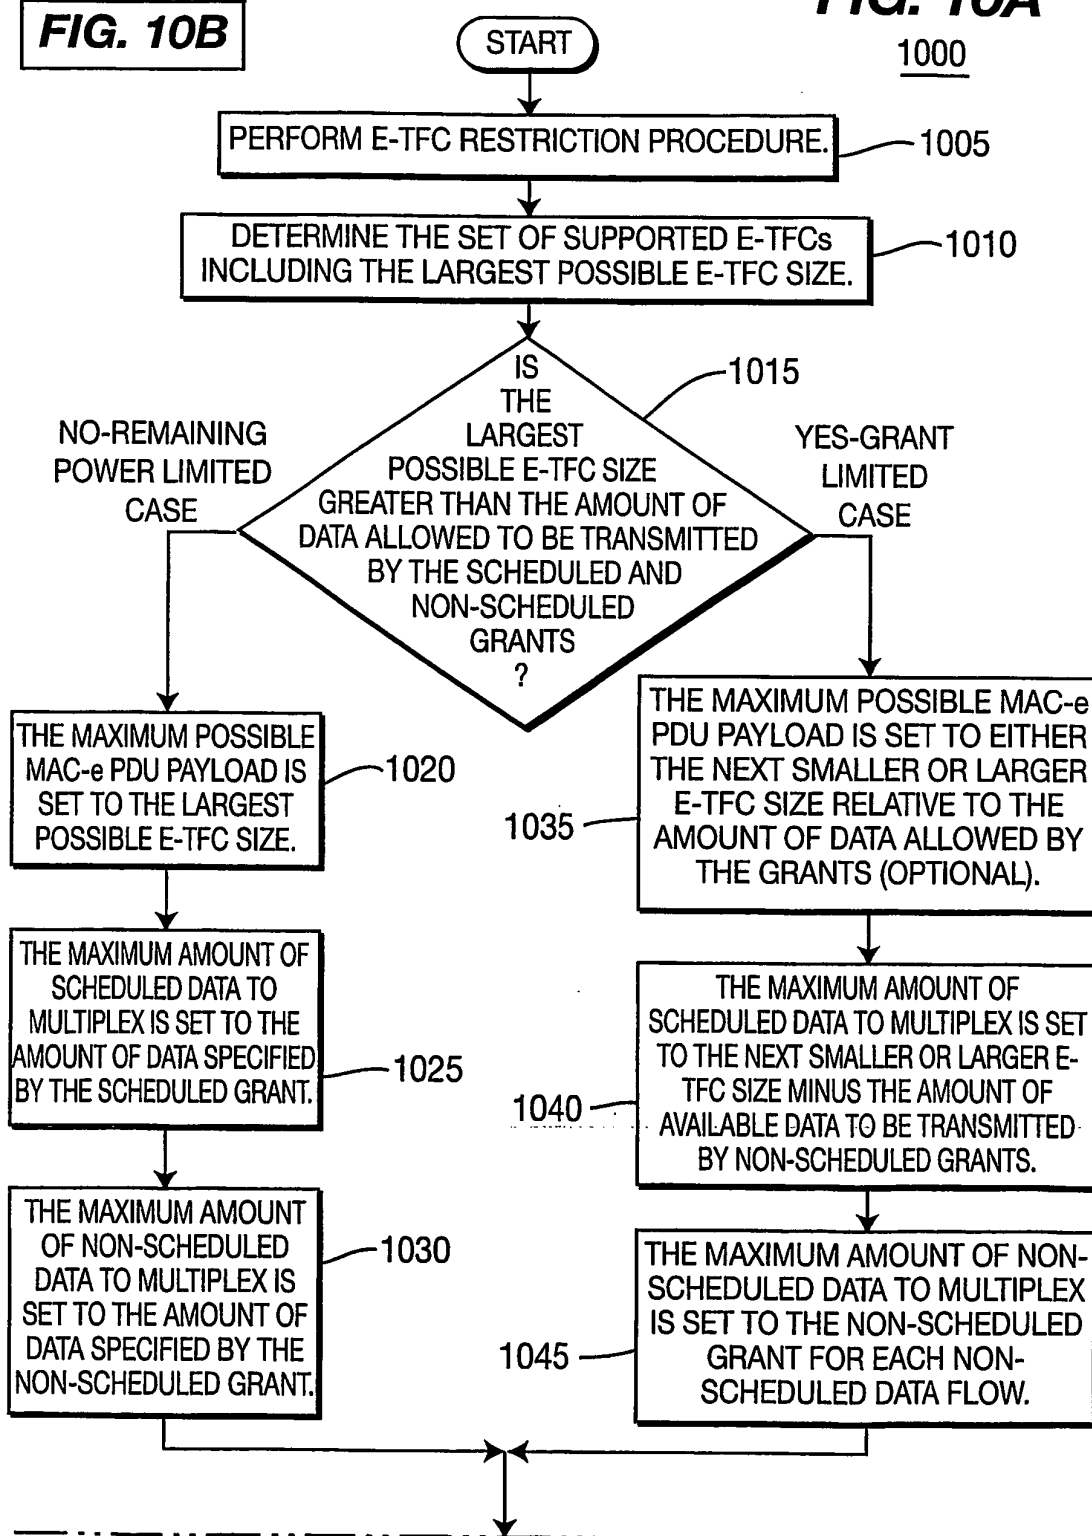 FIG. 10B
FIG. 10A
START
1000
PERFORM E-TFC RESTRICTION PROCEDURE.
1005
DETERMINE THE SET OF SUPPORTED E-TFCs
INCLUDING THE LARGEST POSSIBLE E-TFC SIZE.
1010
IS
THE
LARGEST
POSSIBLE E-TFC SIZE
GREATER THAN THE AMOUNT OF
DATA ALLOWED TO BE TRANSMITTED
BY THE SCHEDULED AND
NON-SCHEDULED
GRANTS
?
1015
NO-REMAINING
POWER LIMITED
CASE
YES-GRANT
LIMITED
CASE
THE MAXIMUM POSSIBLE
MAC-e PDU PAYLOAD IS
SET TO THE LARGEST
POSSIBLE E-TFC SIZE.
1020
THE MAXIMUM AMOUNT OF
SCHEDULED DATA TO
MULTIPLEX IS SET TO THE
AMOUNT OF DATA SPECIFIED
BY THE SCHEDULED GRANT.
1025
THE MAXIMUM AMOUNT
OF NON-SCHEDULED
DATA TO MULTIPLEX IS
SET TO THE AMOUNT OF
DATA SPECIFIED BY THE
NON-SCHEDULED GRANT.
1030
THE MAXIMUM POSSIBLE MAC-e
PDU PAYLOAD IS SET TO EITHER
THE NEXT SMALLER OR LARGER
E-TFC SIZE RELATIVE TO THE
AMOUNT OF DATA ALLOWED BY
THE GRANTS (OPTIONAL).
1035
THE MAXIMUM AMOUNT OF
SCHEDULED DATA TO MULTIPLEX IS SET
TO THE NEXT SMALLER OR LARGER E-
TFC SIZE MINUS THE AMOUNT OF
AVAILABLE DATA TO BE TRANSMITTED
BY NON-SCHEDULED GRANTS.
1040
THE MAXIMUM AMOUNT OF NON-
SCHEDULED DATA TO MULTIPLEX
IS SET TO THE NON-SCHEDULED
GRANT FOR EACH NON-
SCHEDULED DATA FLOW.
1045